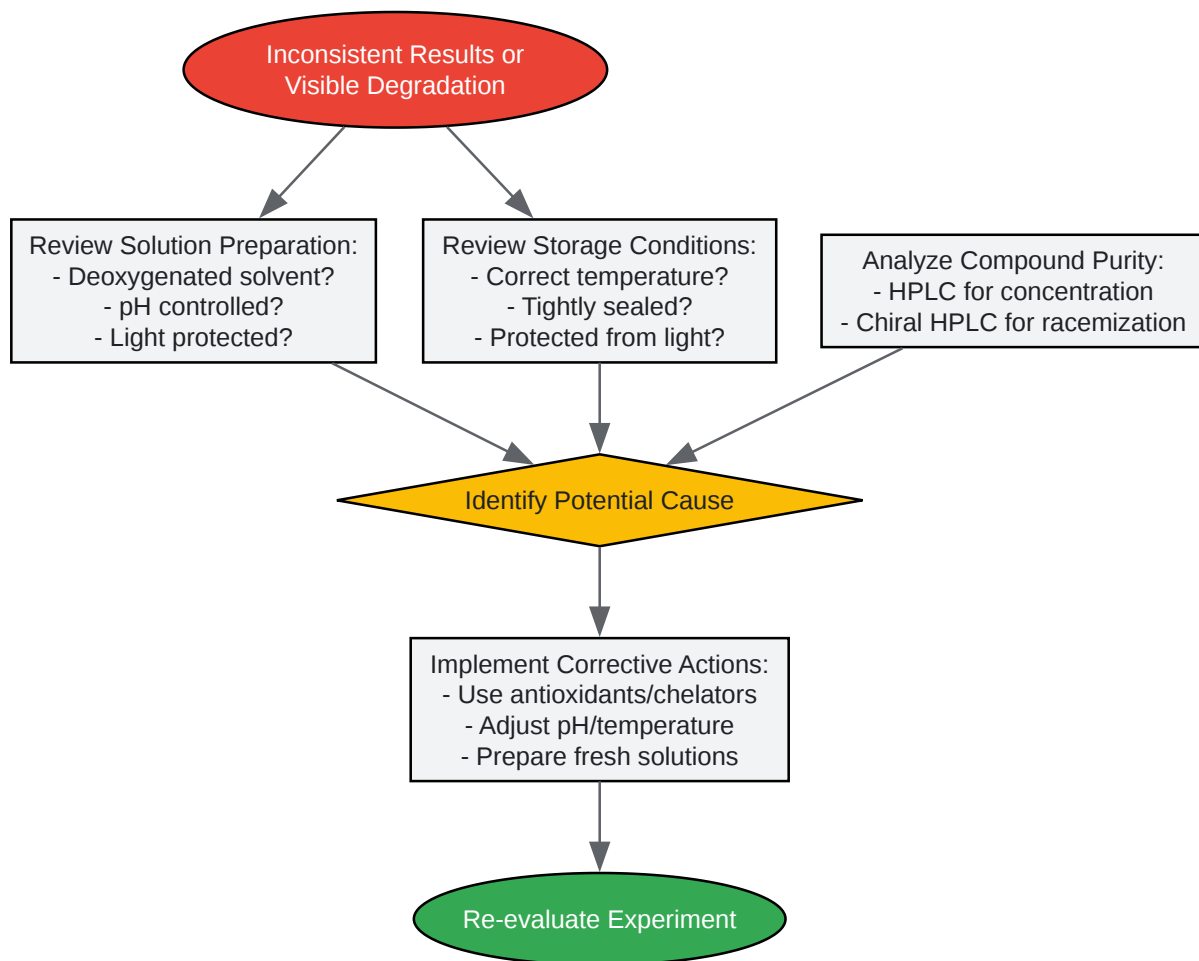 Inconsistent Results or
Visible Degradation
Review Solution Preparation:
- Deoxygenated solvent?
- pH controlled?
- Light protected?
Review Storage Conditions:
- Correct temperature?
- Tightly sealed?
- Protected from light?
Analyze Compound Purity:
- HPLC for concentration
- Chiral HPLC for racemization
Identify Potential Cause
Implement Corrective Actions:
- Use antioxidants/chelators
- Adjust pH/temperature
- Prepare fresh solutions
Re-evaluate Experiment